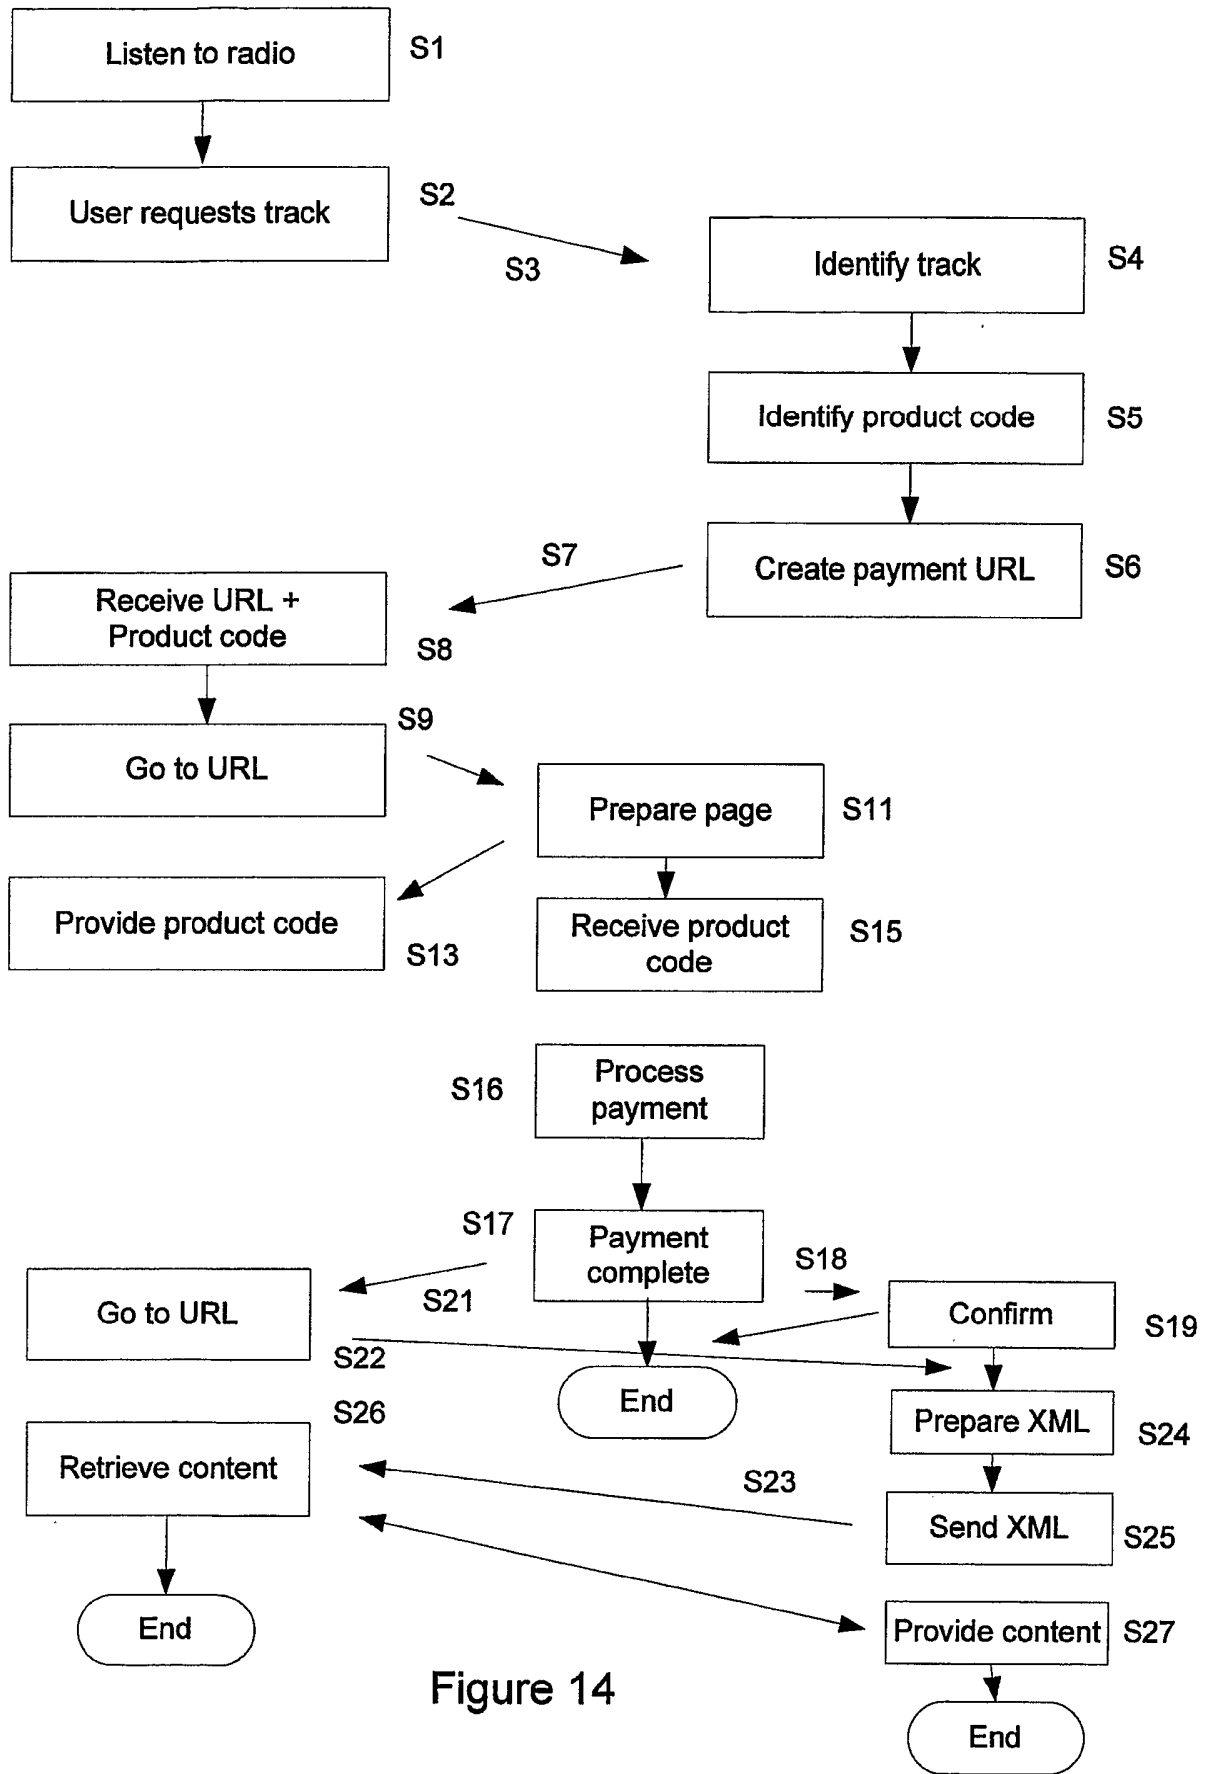 Listen to radio
S1
User requests track
S2
S3
Identify track
S4
Identify product code
S5
S7
Create payment URL
S6
Receive URL +
Product code
S8
S9
Go to URL
Prepare page
S11
Provide product code
S13
Receive product
code
S15
S16
Process
payment
S17
Payment
complete
S18
Go to URL
S21
Confirm
S19
S22
End
S26
Prepare XML
S24
Retrieve content
S23
Send XML
S25
End
Provide content
S27
Figure 14
End